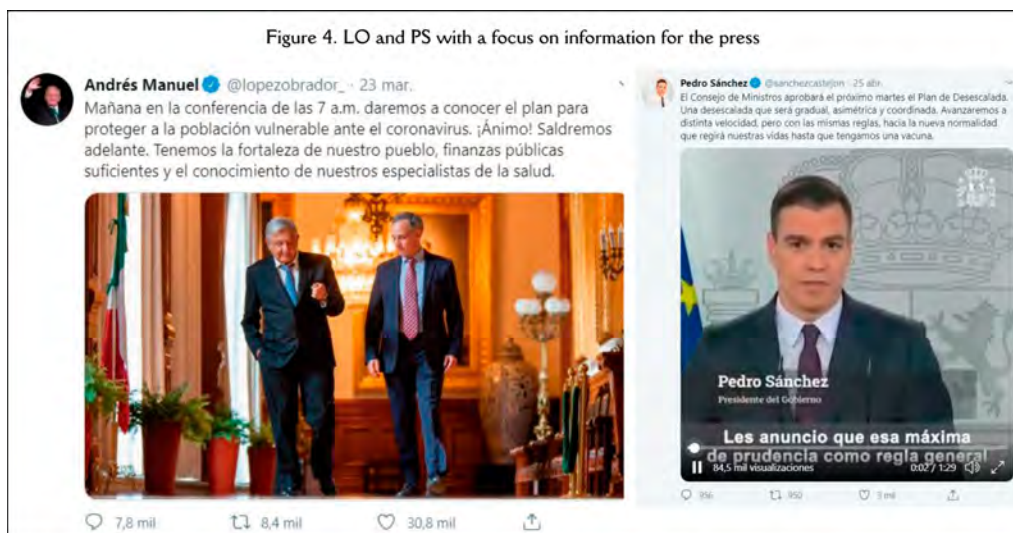 Figure 4. LO and PS with a focus on information for the press
Andrés Manuel @lopezobrador_ · 23 mar.
Mañana en la conferencia de las 7 a.m. daremos a conocer el plan para
proteger a la población vulnerable ante el coronavirus. ¡Ánimo! Saldremos
adelante. Tenemos la fortaleza de nuestro pueblo, finanzas públicas
suficientes y el conocimiento de nuestros especialistas de la salud.
7,8 mil 8,4 mil 30,8 mil
Pedro Sánchez @sanchezcastejon · 25 abr.
El Consejo de Ministros aprobará el próximo martes el Plan de Desescalada.
Una desescalada que será gradual, asimétrica y coordinada. Avanzaremos a
distinta velocidad, pero con las mismas reglas, hacia la nueva normalidad
que regirá nuestras vidas hasta que tengamos una vacuna.
Pedro Sánchez
Presidente del Gobierno
Les anuncio que esa máxima
de prudencia como regla general
84,5 mil visualizaciones 0:02 / 1:29
956 950 3 mil